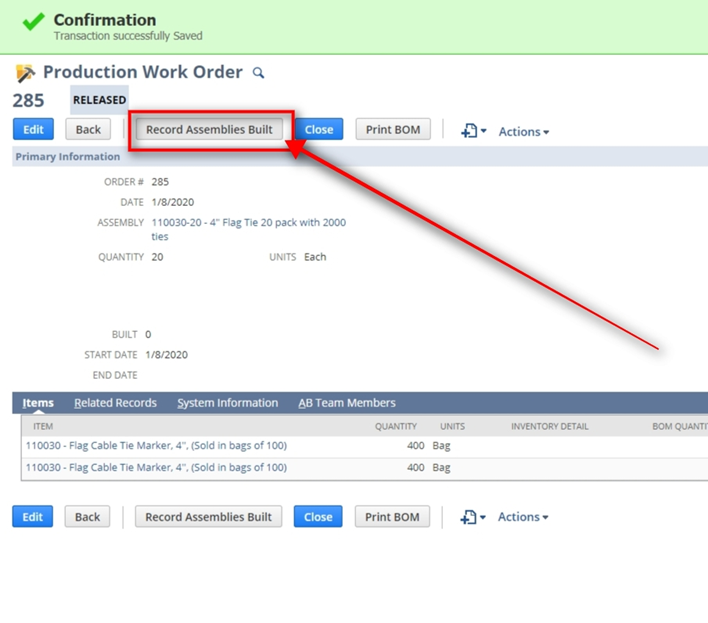 Confirmation
Transaction successfully Saved
Production Work Order
285 RELEASED
Edit Back Record Assemblies Built Close Print BOM Actions
Primary Information
ORDER # 285
DATE 1/8/2020
ASSEMBLY 110030-20 - 4" Flag Tie 20 pack with 2000
ties
QUANTITY 20 UNITS Each
BUILT 0
START DATE 1/8/2020
END DATE
Items Related Records System Information AB Team Members
ITEM QUANTITY UNITS INVENTORY DETAIL BOM QUANTI
110030 - Flag Cable Tie Marker, 4", (Sold in bags of 100) 400 Bag
110030 - Flag Cable Tie Marker, 4", (Sold in bags of 100) 400 Bag
Edit Back Record Assemblies Built Close Print BOM Actions